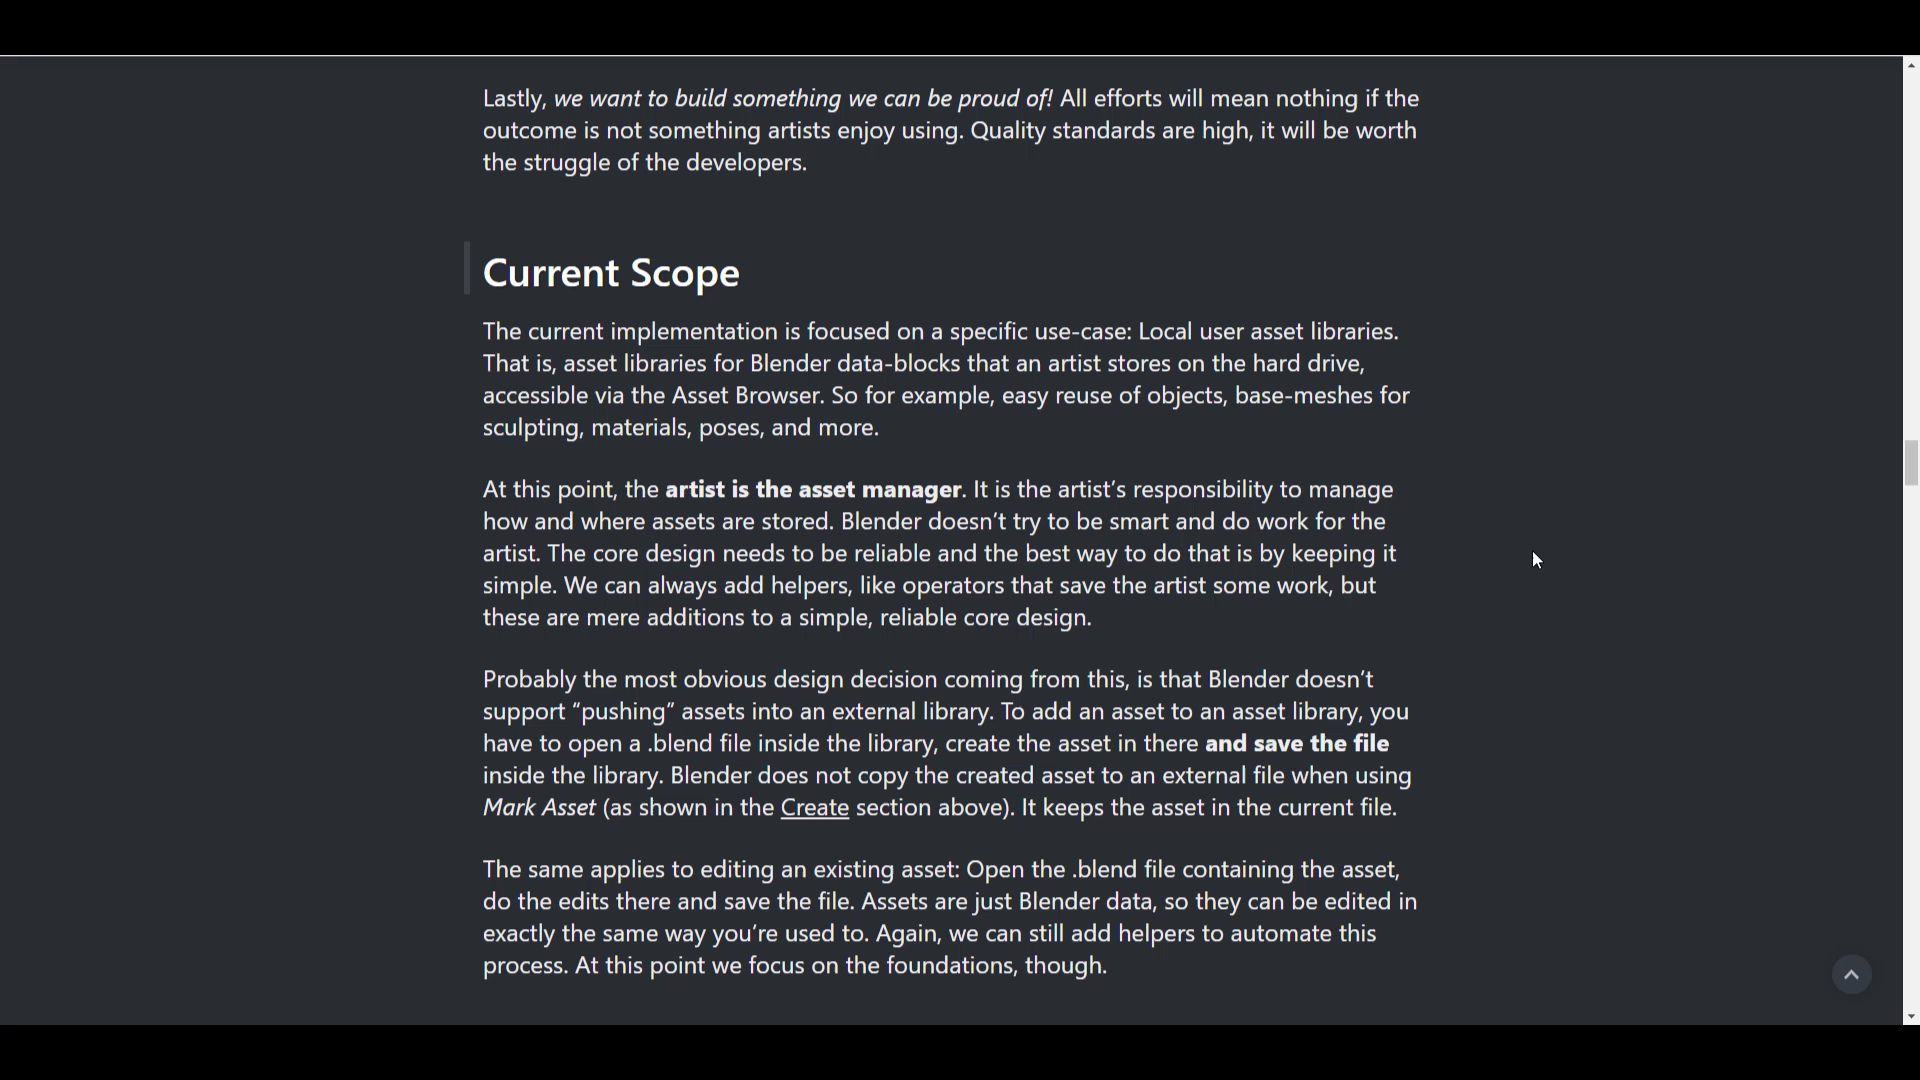 Lastly, we want to build something we can be proud of! All efforts will mean nothing if the
outcome is not something artists enjoy using. Quality standards are high, it will be worth
the struggle of the developers.
Current Scope
The current implementation is focused on a specific use-case: Local user asset libraries.
That is, asset libraries for Blender data-blocks that an artist stores on the hard drive,
accessible via the Asset Browser. So for example, easy reuse of objects, base-meshes for
sculpting, materials, poses, and more.
At this point, the artist is the asset manager. It is the artist’s responsibility to manage
how and where assets are stored. Blender doesn’t try to be smart and do work for the
artist. The core design needs to be reliable and the best way to do that is by keeping it
simple. We can always add helpers, like operators that save the artist some work, but
these are mere additions to a simple, reliable core design.
Probably the most obvious design decision coming from this, is that Blender doesn’t
support “pushing” assets into an external library. To add an asset to an asset library, you
have to open a .blend file inside the library, create the asset in there and save the file
inside the library. Blender does not copy the created asset to an external file when using
Mark Asset (as shown in the Create section above). It keeps the asset in the current file.
The same applies to editing an existing asset: Open the .blend file containing the asset,
do the edits there and save the file. Assets are just Blender data, so they can be edited in
exactly the same way you’re used to. Again, we can still add helpers to automate this
process. At this point we focus on the foundations, though.